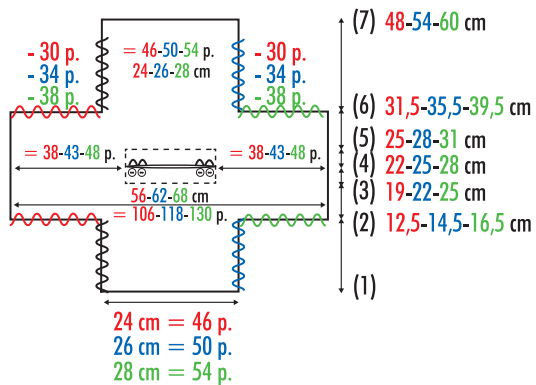 (7) 48-54-60 cm
- 30 p.
- 34 p.
- 38 p.
= 46-50-54 p.
24-26-28 cm
- 30 p.
- 34 p.
- 38 p.
(6) 31,5-35,5-39,5 cm
(5) 25-28-31 cm
= 38-43-48 p.
= 38-43-48 p.
(4) 22-25-28 cm
(3) 19-22-25 cm
56-62-68 cm
= 106-118-130 p.
(2) 12,5-14,5-16,5 cm
(1)
24 cm = 46 p.
26 cm = 50 p.
28 cm = 54 p.